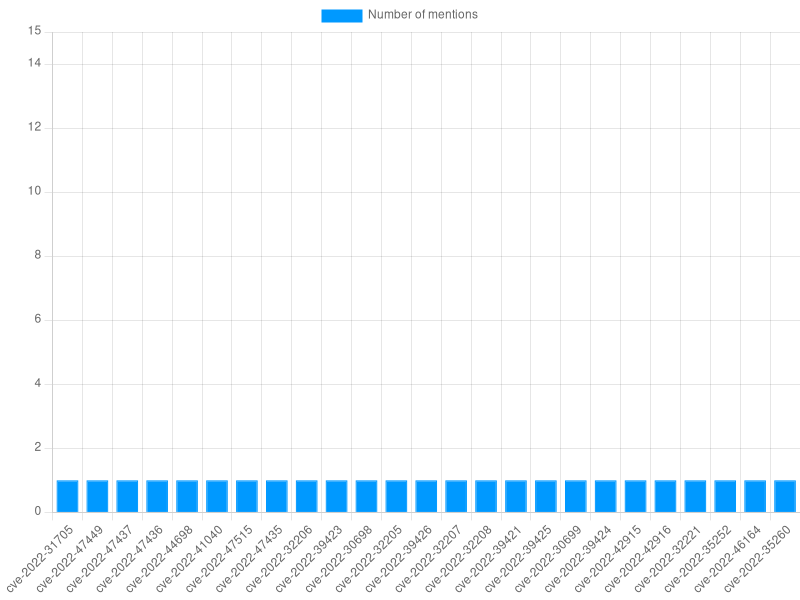 Number of mentions
15
14
12
10
8
6
4
2
0
cve-2022-31705
cve-2022-47449
cve-2022-47437
cve-2022-47436
cve-2022-44698
cve-2022-41040
cve-2022-47515
cve-2022-47435
cve-2022-32206
cve-2022-39423
cve-2022-30698
cve-2022-32205
cve-2022-39426
cve-2022-32207
cve-2022-32208
cve-2022-39421
cve-2022-39425
cve-2022-30699
cve-2022-39424
cve-2022-42915
cve-2022-42916
cve-2022-32221
cve-2022-35252
cve-2022-46164
cve-2022-35260